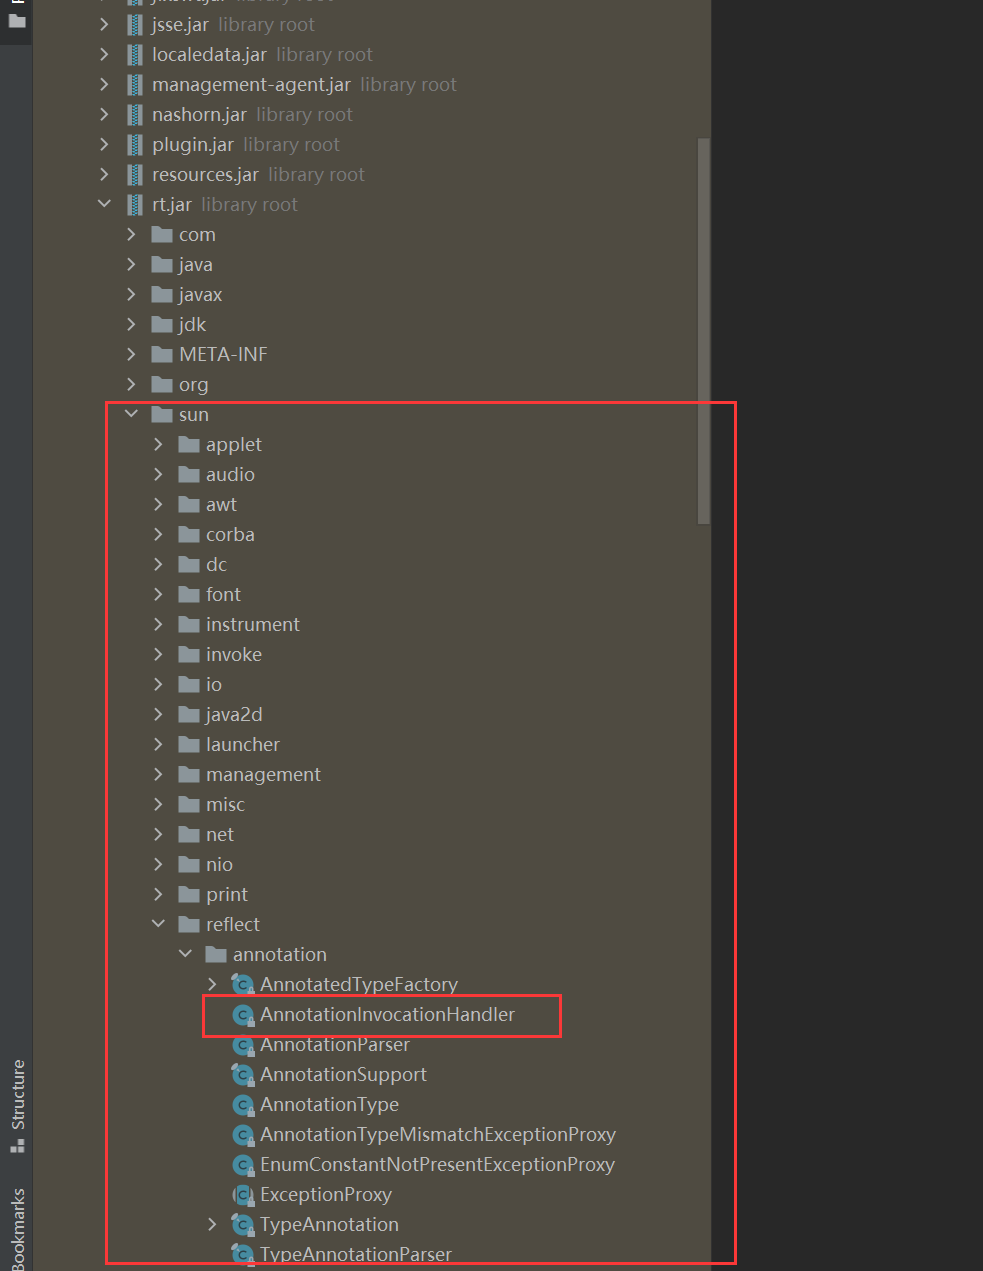 jsse.jar library root
localedata.jar library root
management-agent.jar library root
nashorn.jar library root
plugin.jar library root
resources.jar library root
rt.jar library root
com
java
javax
jdk
META-INF
org
sun
applet
audio
awt
corba
dc
font
instrument
invoke
io
java2d
launcher
management
misc
net
nio
print
reflect
annotation
AnnotatedTypeFactory
AnnotationInvocationHandler
AnnotationParser
AnnotationSupport
AnnotationType
AnnotationTypeMismatchExceptionProxy
EnumConstantNotPresentExceptionProxy
ExceptionProxy
TypeAnnotation
TypeAnnotationParser
Structure
Bookmarks